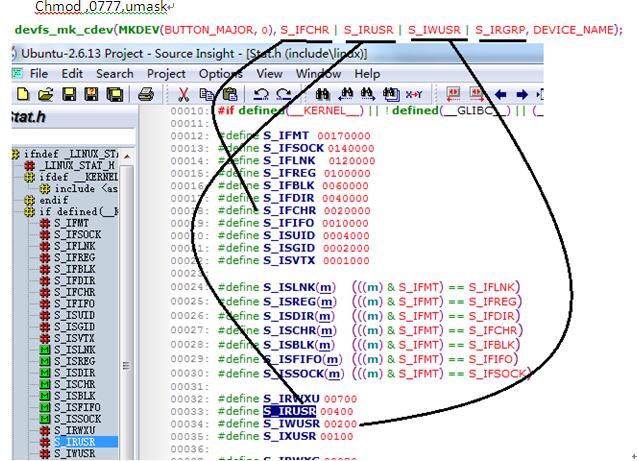 Chmod ,0777,umask
devfs_mk_cdev(MKDEV(BUTTON_MAJOR, 0), S_IFCHR | S_IRUSR | S_IWUSR | S_IRGRP, DEVICE_NAME);
Ubuntu-2.6.13 Project - Source Insight - [Stat.h (include\linux)]
File Edit Search Project Options View Window Help
Stat.h
ifndef _LINUX_STA
_LINUX_STAT_H
ifdef __KERNEL
include <as
endif
if defined(__K
S_IFMT
S_IFSOCK
S_IFLNK
S_IFREG
S_IFBLK
S_IFDIR
S_IFCHR
S_IFIFO
S_ISUID
S_ISGID
S_ISVTX
S_ISLNK
S_ISREG
S_ISDIR
S_ISCHR
S_ISBLK
S_ISFIFO
S_ISSOCK
S_IRWXU
S_IRUSR
S_IWUSR
00010: #if defined(__KERNEL__) || !defined(__GLIBC__) || (_
00011:
00012: #define S_IFMT 00170000
00013: #define S_IFSOCK 0140000
00014: #define S_IFLNK 0120000
00015: #define S_IFREG 0100000
00016: #define S_IFBLK 0060000
00017: #define S_IFDIR 0040000
00018: #define S_IFCHR 0020000
00019: #define S_IFIFO 0010000
00020: #define S_ISUID 0004000
00021: #define S_ISGID 0002000
00022: #define S_ISVTX 0001000
00023:
00024: #define S_ISLNK(m) (((m) & S_IFMT) == S_IFLNK)
00025: #define S_ISREG(m) (((m) & S_IFMT) == S_IFREG)
00026: #define S_ISDIR(m) (((m) & S_IFMT) == S_IFDIR)
00027: #define S_ISCHR(m) (((m) & S_IFMT) == S_IFCHR)
00028: #define S_ISBLK(m) (((m) & S_IFMT) == S_IFBLK)
00029: #define S_ISFIFO(m) (((m) & S_IFMT) == S_IFIFO)
00030: #define S_ISSOCK(m) (((m) & S_IFMT) == S_IFSOCK)
00031:
00032: #define S_IRWXU 00700
00033: #define S_IRUSR 00400
00034: #define S_IWUSR 00200
00035: #define S_IXUSR 00100
00036: